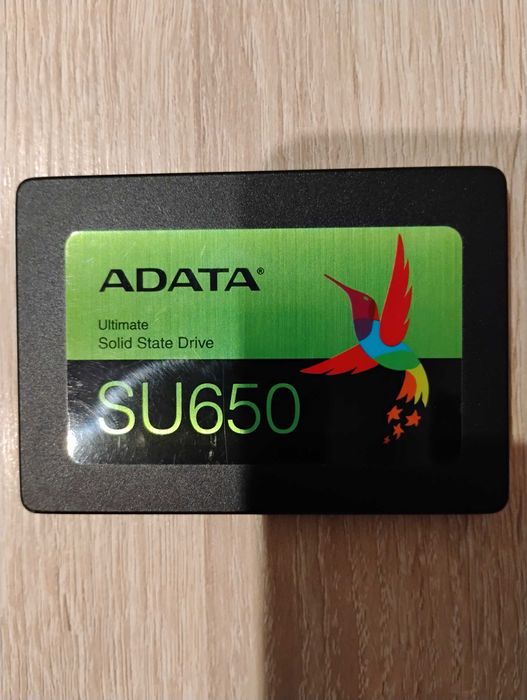 ADATA®
Ultimate
Solid State Drive
SU650